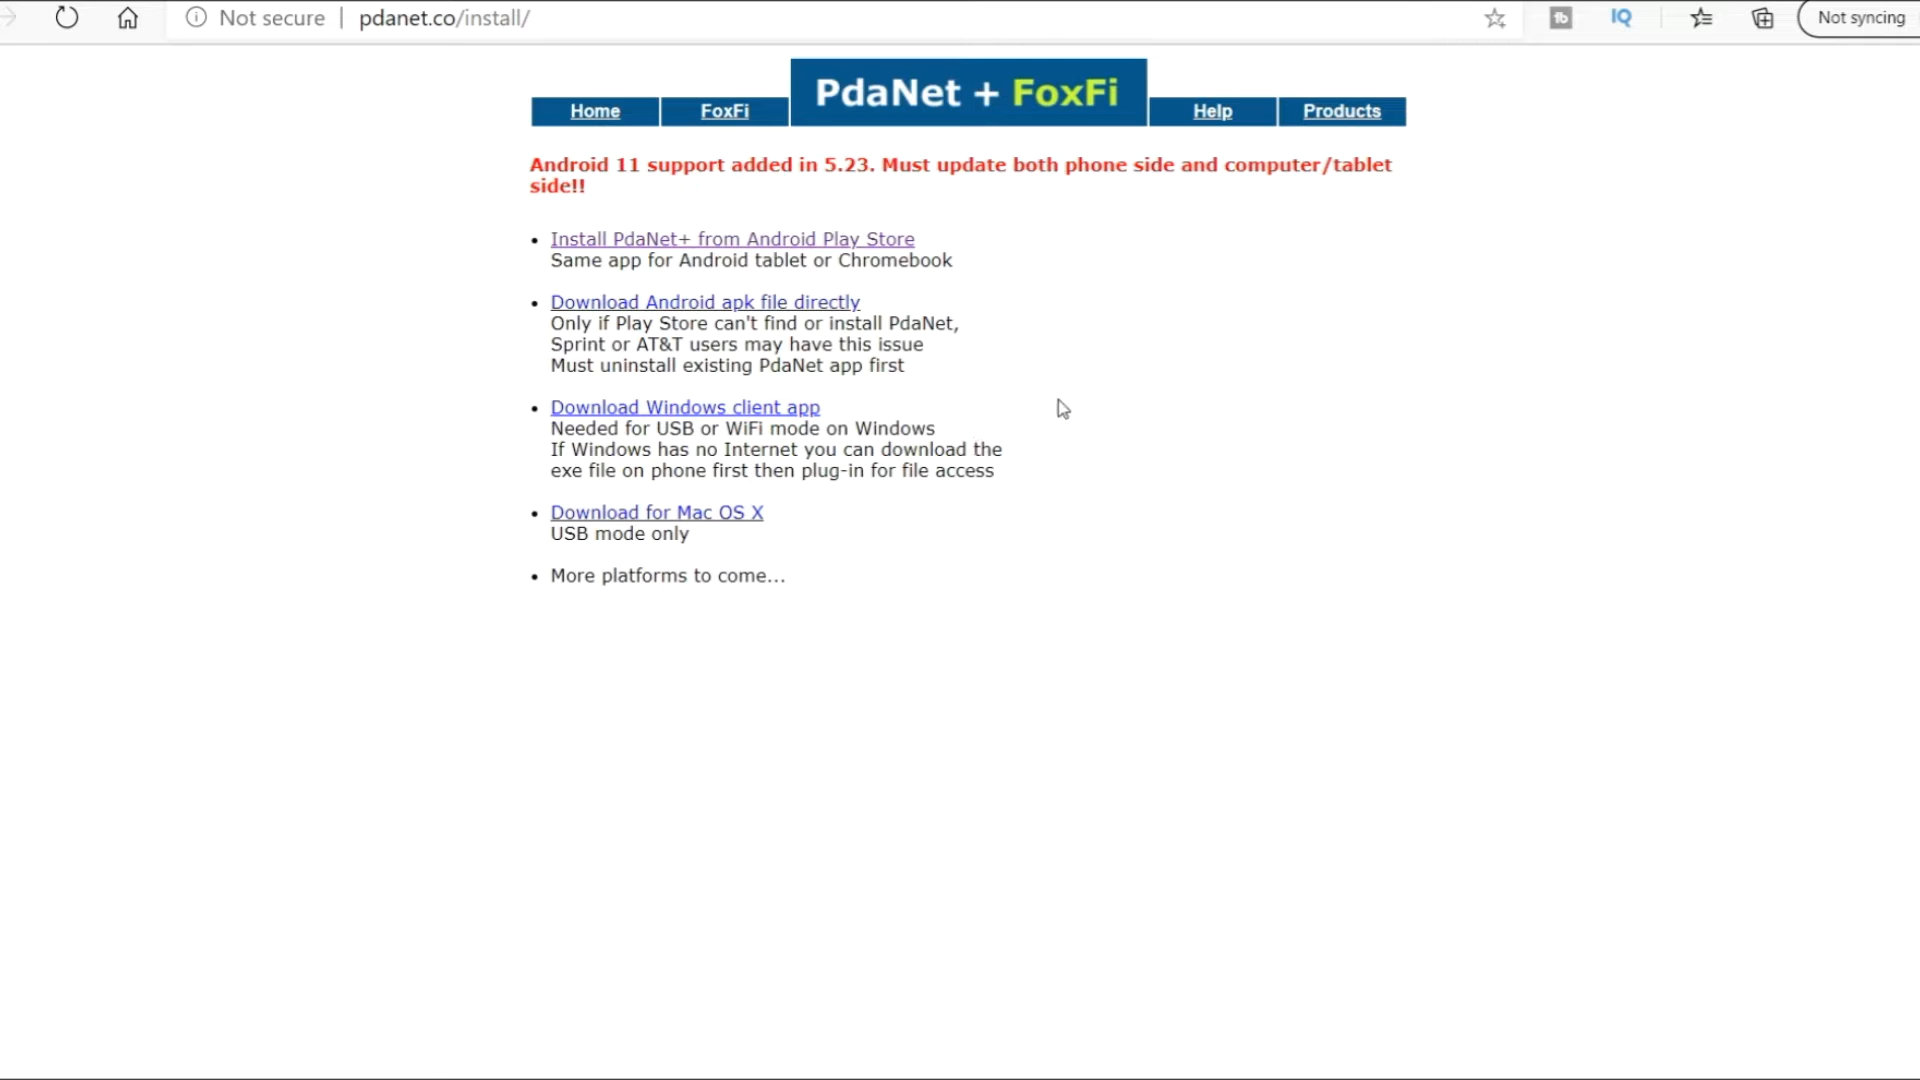 Not secure | pdanet.co/install/ tb IQ Not syncing
PdaNet + FoxFi
Home FoxFi Help Products
Android 11 support added in 5.23. Must update both phone side and computer/tablet
side!!
• Install PdaNet+ from Android Play Store
Same app for Android tablet or Chromebook
• Download Android apk file directly
Only if Play Store can't find or install PdaNet,
Sprint or AT&T users may have this issue
Must uninstall existing PdaNet app first
• Download Windows client app
Needed for USB or WiFi mode on Windows
If Windows has no Internet you can download the
exe file on phone first then plug-in for file access
• Download for Mac OS X
USB mode only
• More platforms to come...